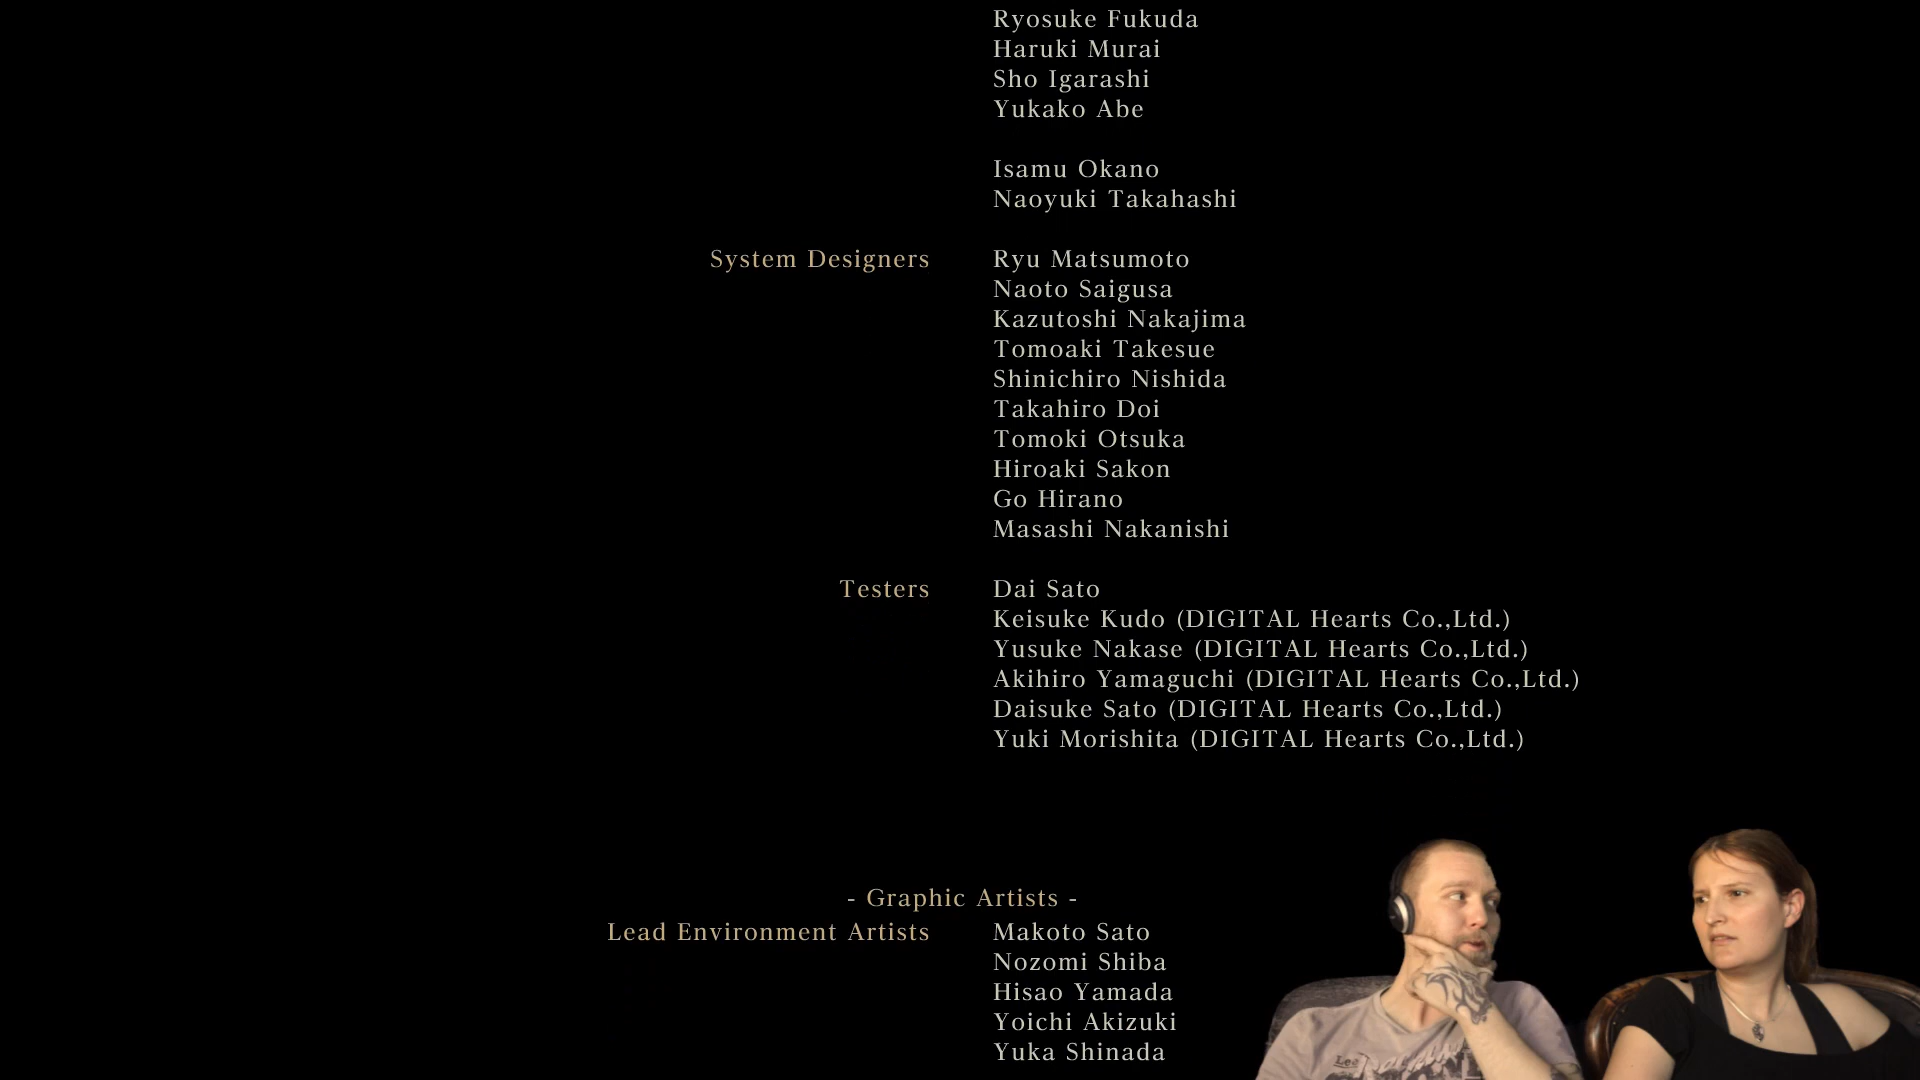 Ryosuke Fukuda
Haruki Murai
Sho Igarashi
Yukako Abe
Isamu Okano
Naoyuki Takahashi
System Designers Ryu Matsumoto
Naoto Saigusa
Kazutoshi Nakajima
Tomoaki Takesue
Shinichiro Nishida
Takahiro Doi
Tomoki Otsuka
Hiroaki Sakon
Go Hirano
Masashi Nakanishi
Testers Dai Sato
Keisuke Kudo (DIGITAL Hearts Co.,Ltd.)
Yusuke Nakase (DIGITAL Hearts Co.,Ltd.)
Akihiro Yamaguchi (DIGITAL Hearts Co.,Ltd.)
Daisuke Sato (DIGITAL Hearts Co.,Ltd.)
Yuki Morishita (DIGITAL Hearts Co.,Ltd.)
- Graphic Artists -
Lead Environment Artists Makoto Sato
Nozomi Shiba
Hisao Yamada
Yoichi Akizuki
Yuka Shinada
Lee